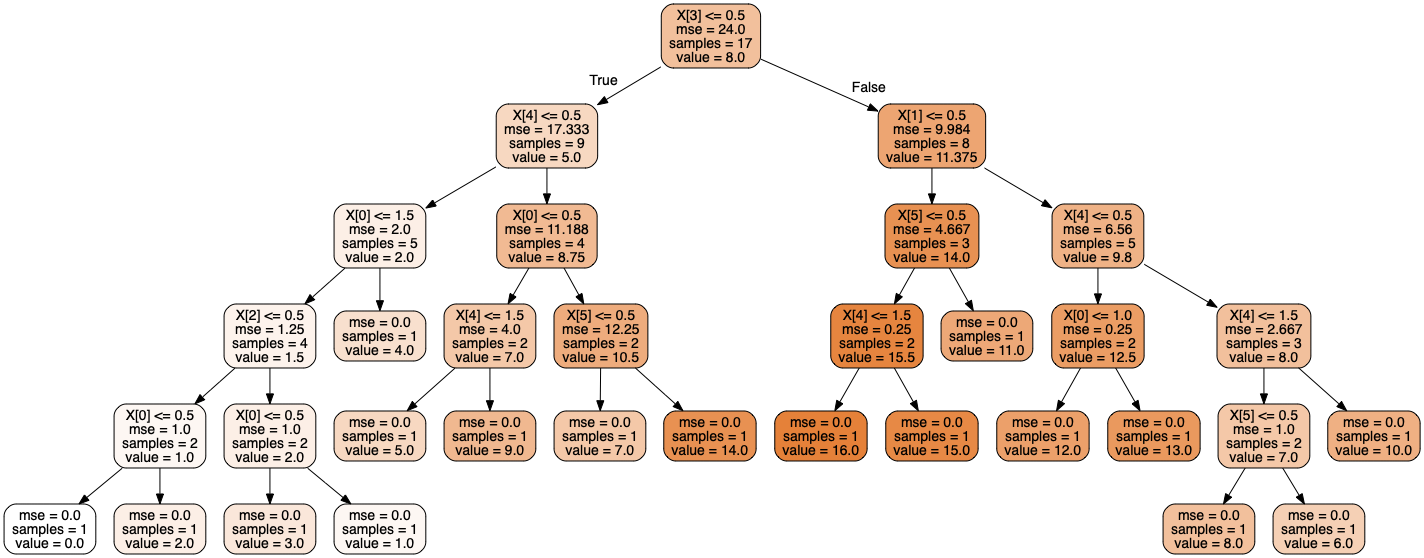 X[3] <= 0.5
mse = 24.0
samples = 17
value = 8.0
True
False
X[4] <= 0.5
mse = 17.333
samples = 9
value = 5.0
X[1] <= 0.5
mse = 9.984
samples = 8
value = 11.375
X[0] <= 1.5
mse = 2.0
samples = 5
value = 2.0
X[0] <= 0.5
mse = 11.188
samples = 4
value = 8.75
X[5] <= 0.5
mse = 4.667
samples = 3
value = 14.0
X[4] <= 0.5
mse = 6.56
samples = 5
value = 9.8
X[2] <= 0.5
mse = 1.25
samples = 4
value = 1.5
mse = 0.0
samples = 1
value = 4.0
X[4] <= 1.5
mse = 4.0
samples = 2
value = 7.0
X[5] <= 0.5
mse = 12.25
samples = 2
value = 10.5
X[4] <= 1.5
mse = 0.25
samples = 2
value = 15.5
mse = 0.0
samples = 1
value = 11.0
X[0] <= 1.0
mse = 0.25
samples = 2
value = 12.5
X[4] <= 1.5
mse = 2.667
samples = 3
value = 8.0
X[0] <= 0.5
mse = 1.0
samples = 2
value = 1.0
X[0] <= 0.5
mse = 1.0
samples = 2
value = 2.0
mse = 0.0
samples = 1
value = 5.0
mse = 0.0
samples = 1
value = 9.0
mse = 0.0
samples = 1
value = 7.0
mse = 0.0
samples = 1
value = 14.0
mse = 0.0
samples = 1
value = 16.0
mse = 0.0
samples = 1
value = 15.0
mse = 0.0
samples = 1
value = 12.0
mse = 0.0
samples = 1
value = 13.0
X[5] <= 0.5
mse = 1.0
samples = 2
value = 7.0
mse = 0.0
samples = 1
value = 10.0
mse = 0.0
samples = 1
value = 0.0
mse = 0.0
samples = 1
value = 2.0
mse = 0.0
samples = 1
value = 3.0
mse = 0.0
samples = 1
value = 1.0
mse = 0.0
samples = 1
value = 8.0
mse = 0.0
samples = 1
value = 6.0